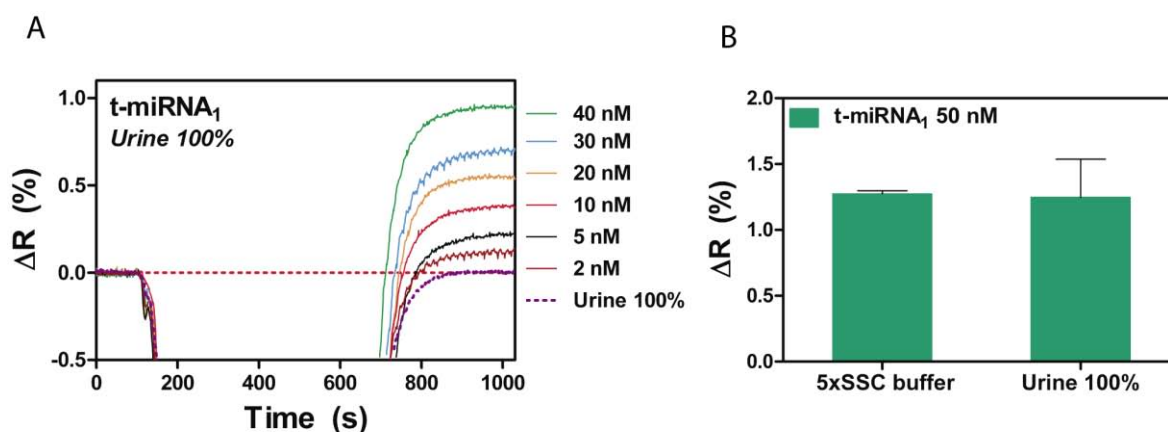 A
t-miRNA₁
Urine 100%
ΔR (%)
1.0
0.5
0.0
-0.5
0 200 400 600 800 1000
Time (s)
40 nM
30 nM
20 nM
10 nM
5 nM
2 nM
Urine 100%
B
t-miRNA₁ 50 nM
ΔR (%)
2.0
1.5
1.0
0.5
0.0
5xSSC buffer Urine 100%